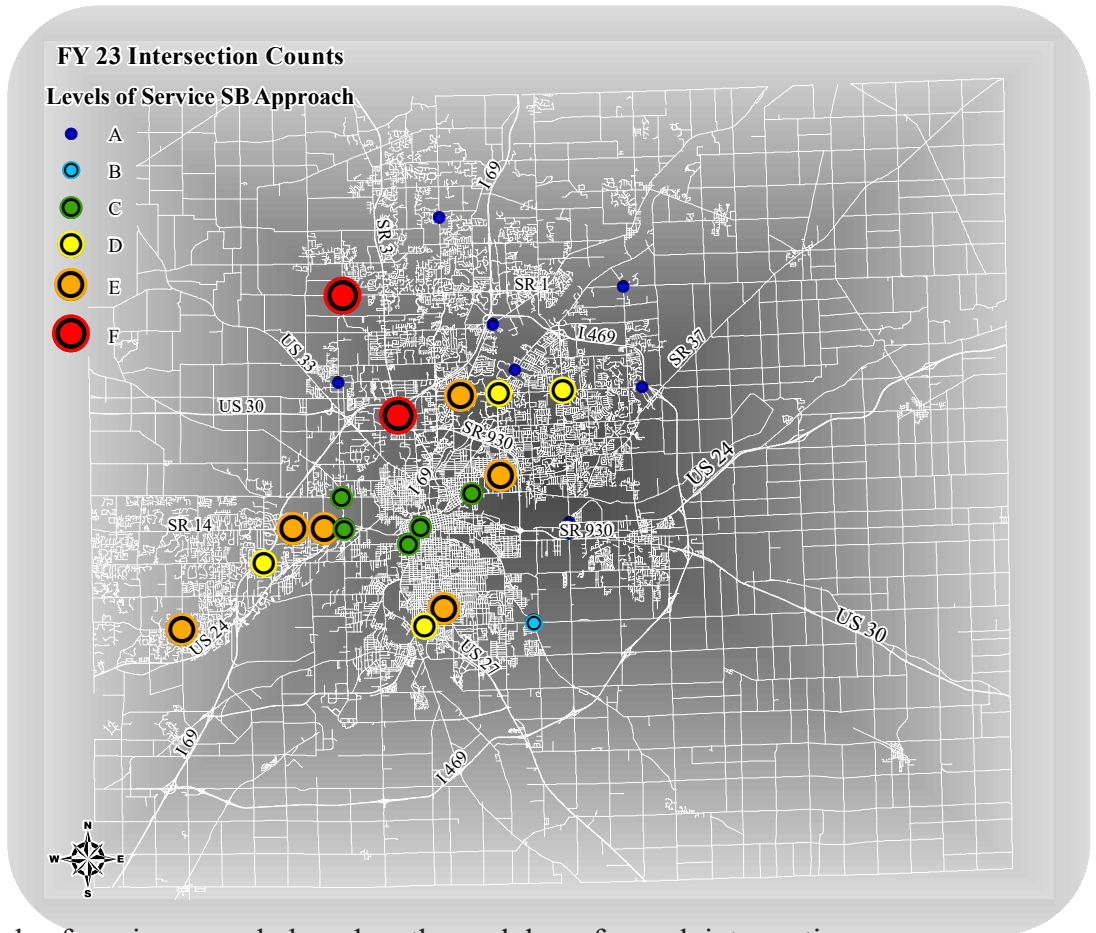 FY 23 Intersection Counts
Levels of Service SB Approach
A
B
C
D
E
F
I 69
SR 3
SR 1
I 469
SR 37
US 33
US 30
SR 930
I 69
US 24
SR 14
SR 930
US 24
US 27
US 30
I 69
I 469
N
W E
S